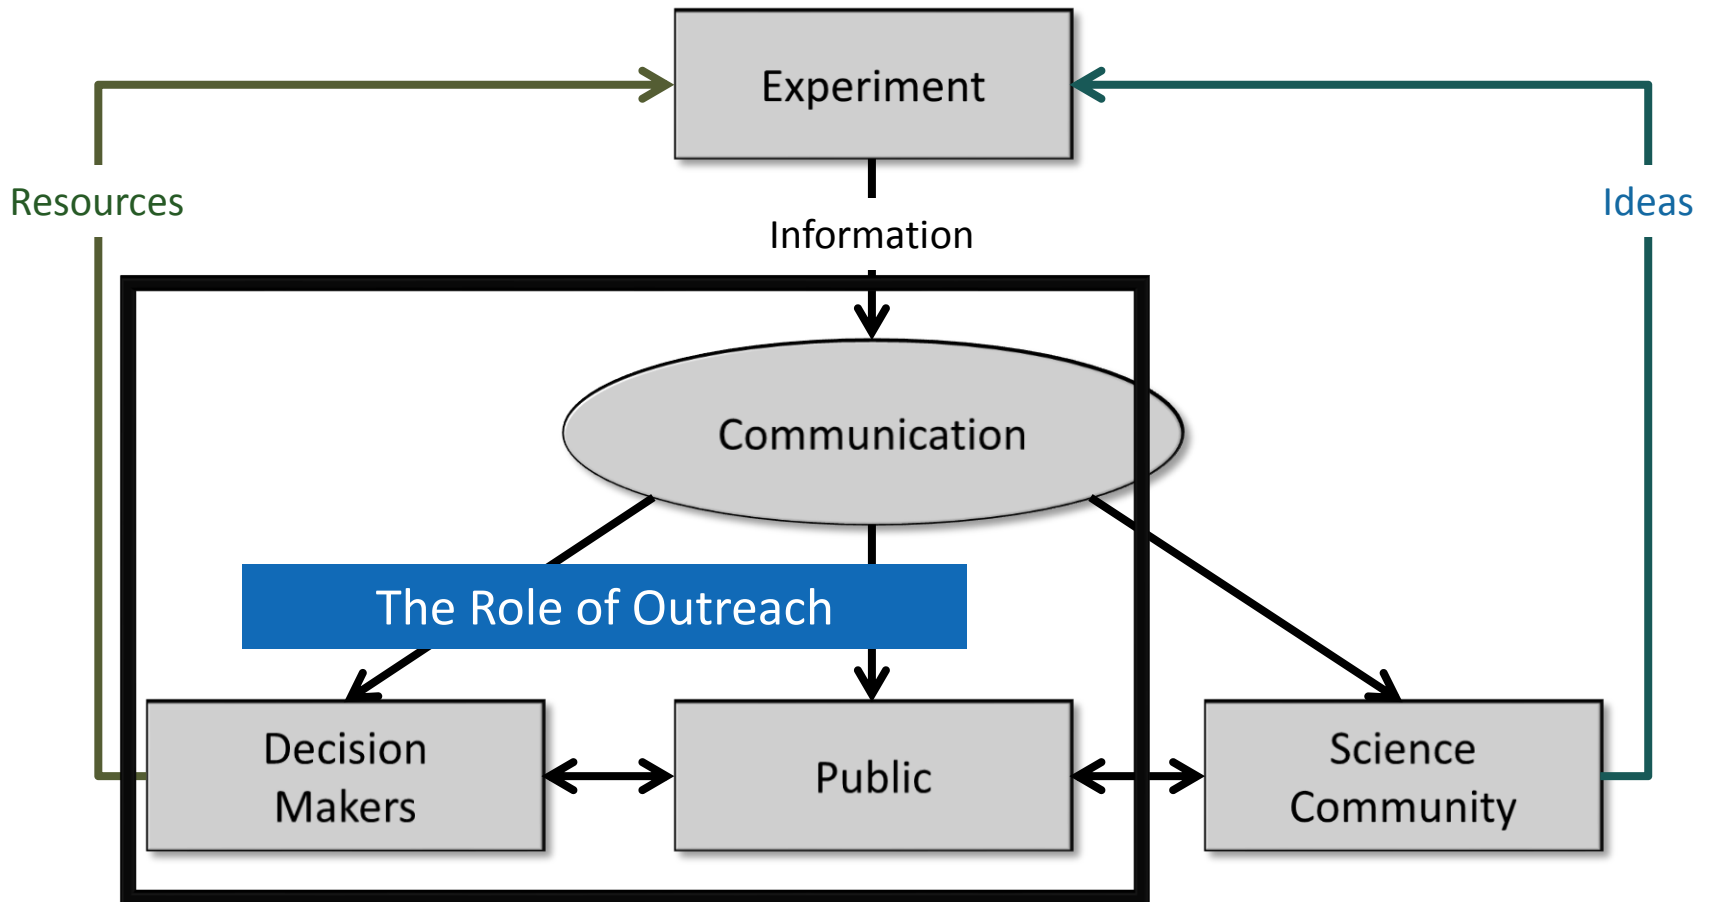 Experiment
Resources
Ideas
Information
Communication
The Role of Outreach
Decision
Makers
Public
Science
Community